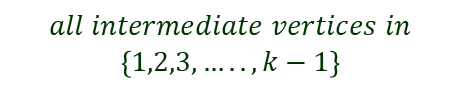 all intermediate vertices in
{1,2,3, … . . , k − 1}